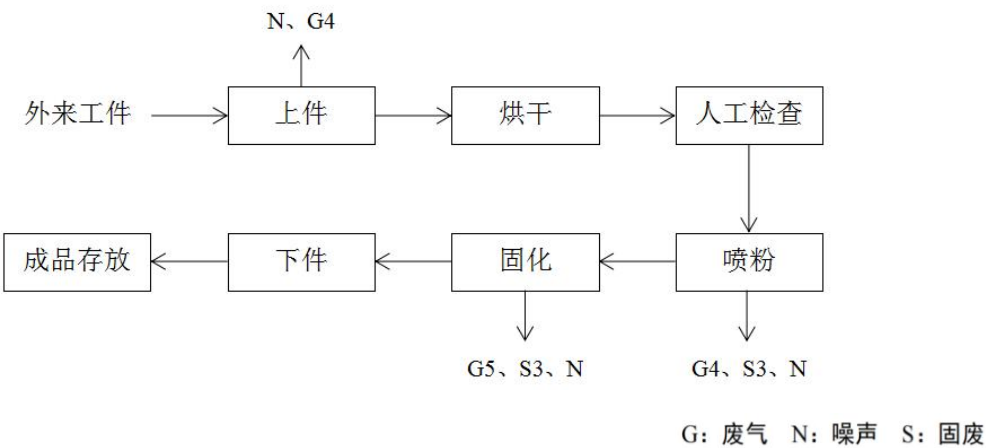 N、G4
外来工件 上件 烘干 人工检查
成品存放 下件 固化 喷粉
G5、S3、N G4、S3、N
G：废气 N：噪声 S：固废